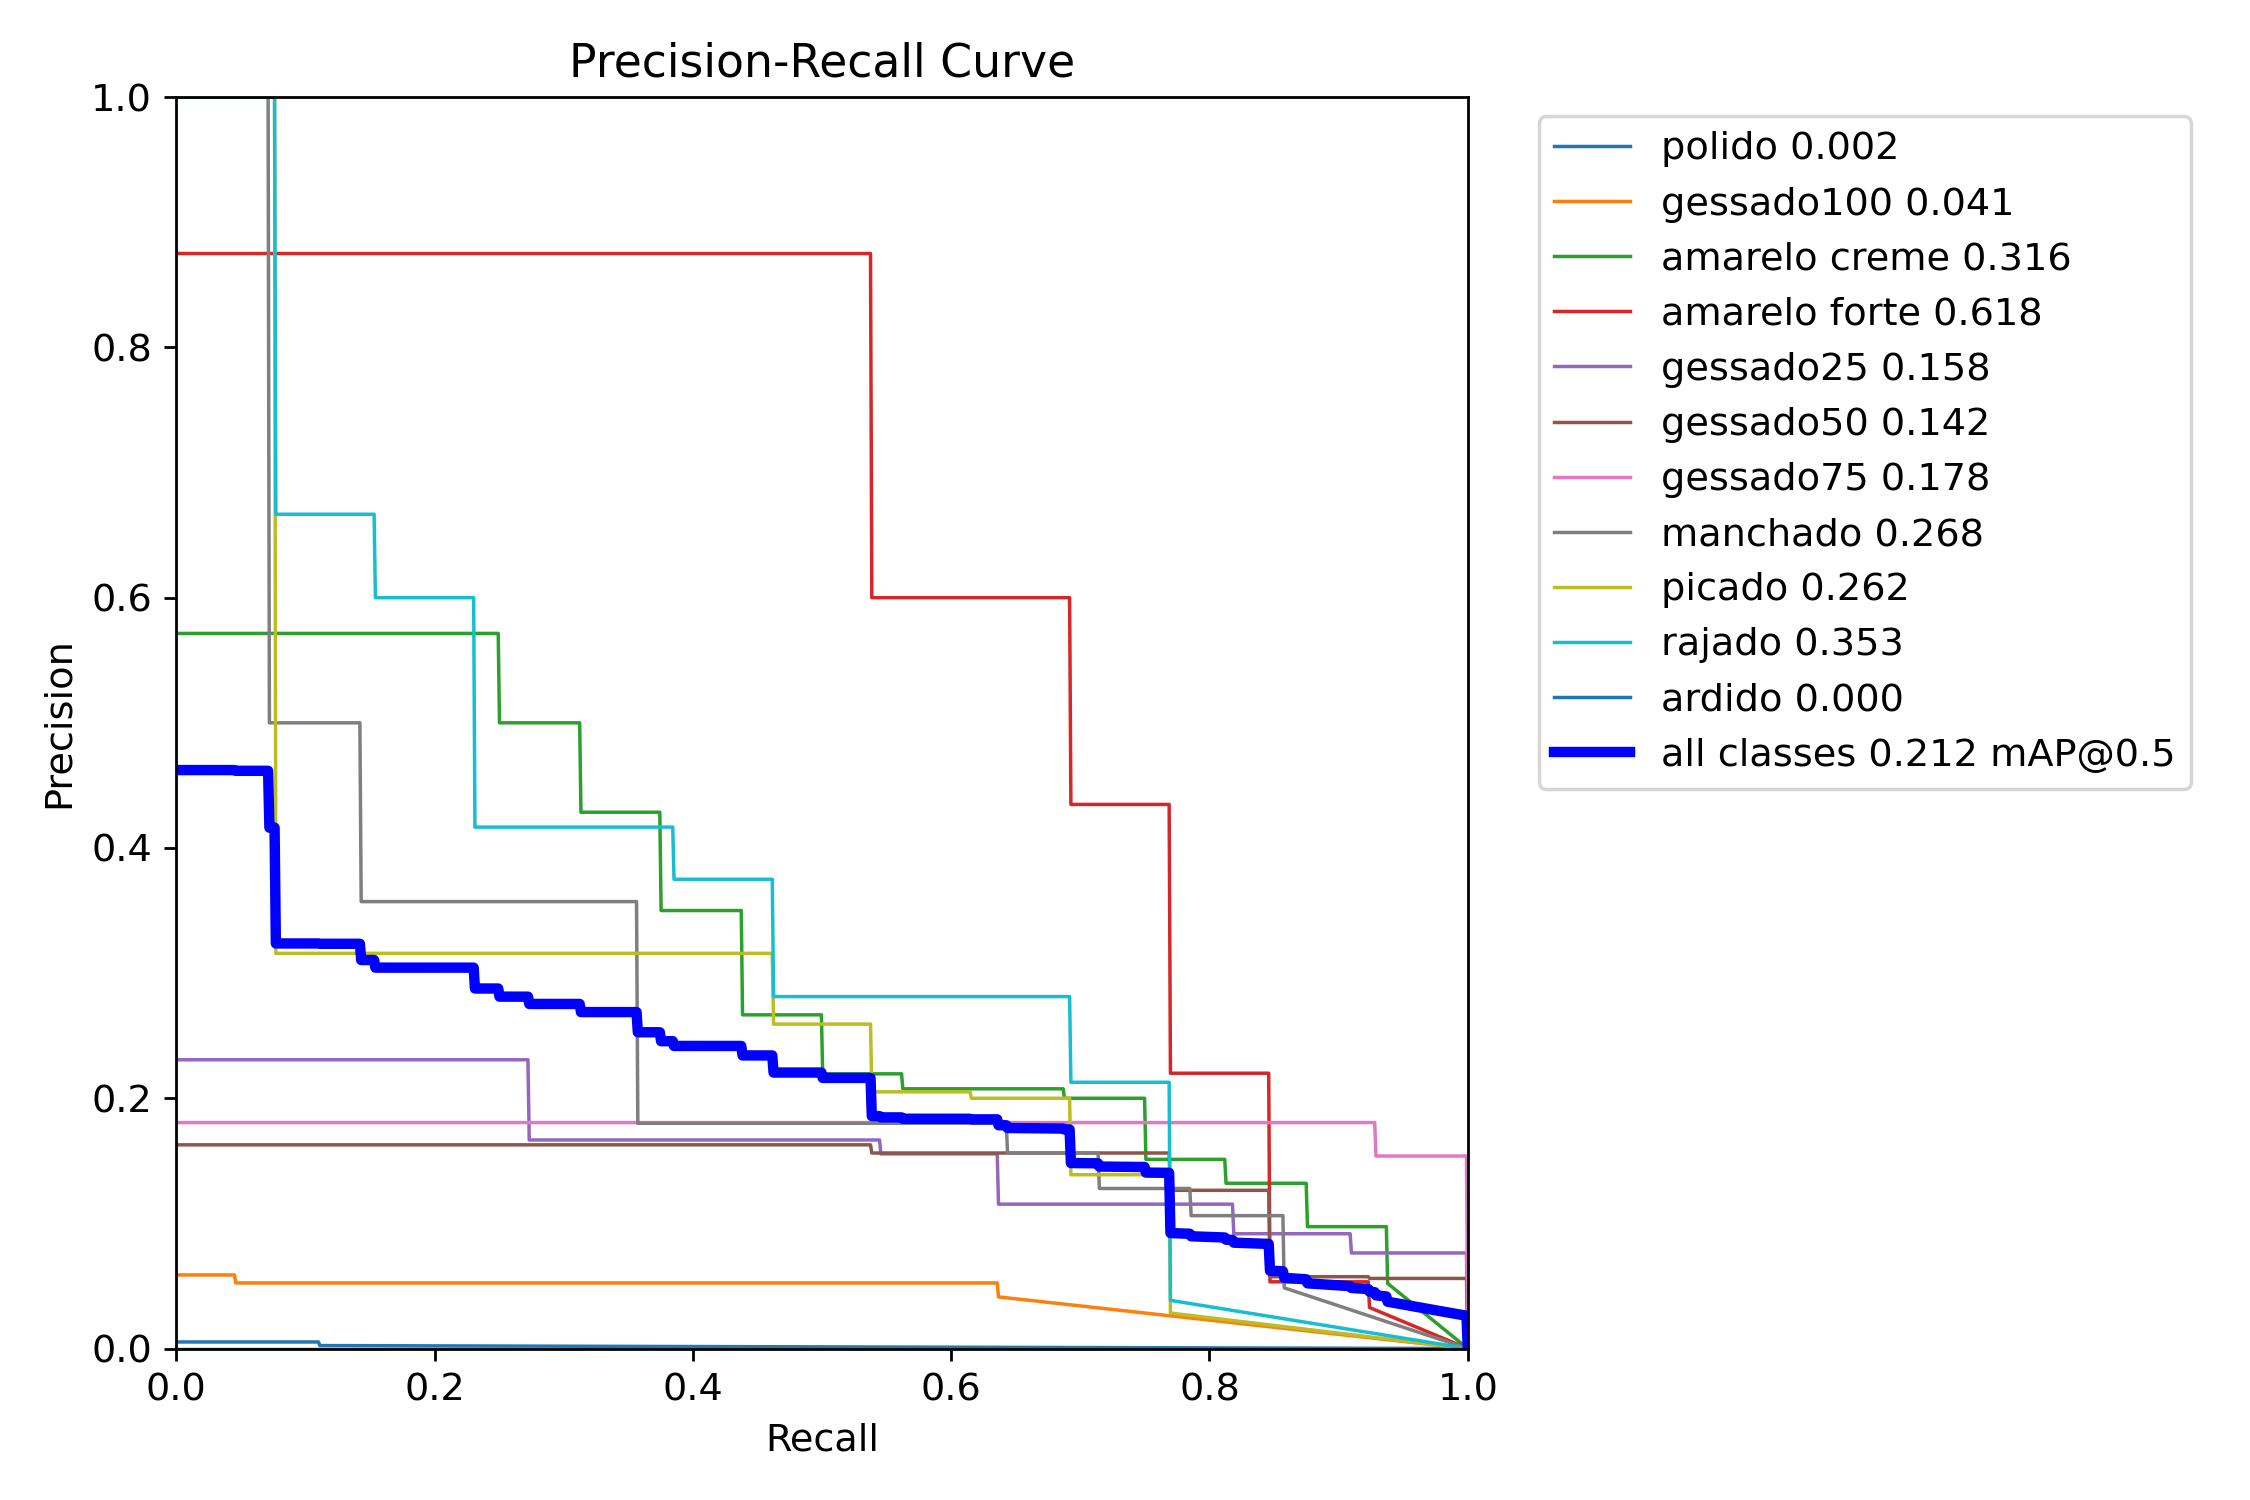 Precision-Recall Curve
1.0
0.8
0.6
0.4
0.2
0.0
Precision
0.0 0.2 0.4 0.6 0.8 1.0
Recall
polido 0.002
gessado100 0.041
amarelo creme 0.316
amarelo forte 0.618
gessado25 0.158
gessado50 0.142
gessado75 0.178
manchado 0.268
picado 0.262
rajado 0.353
ardido 0.000
all classes 0.212 mAP@0.5